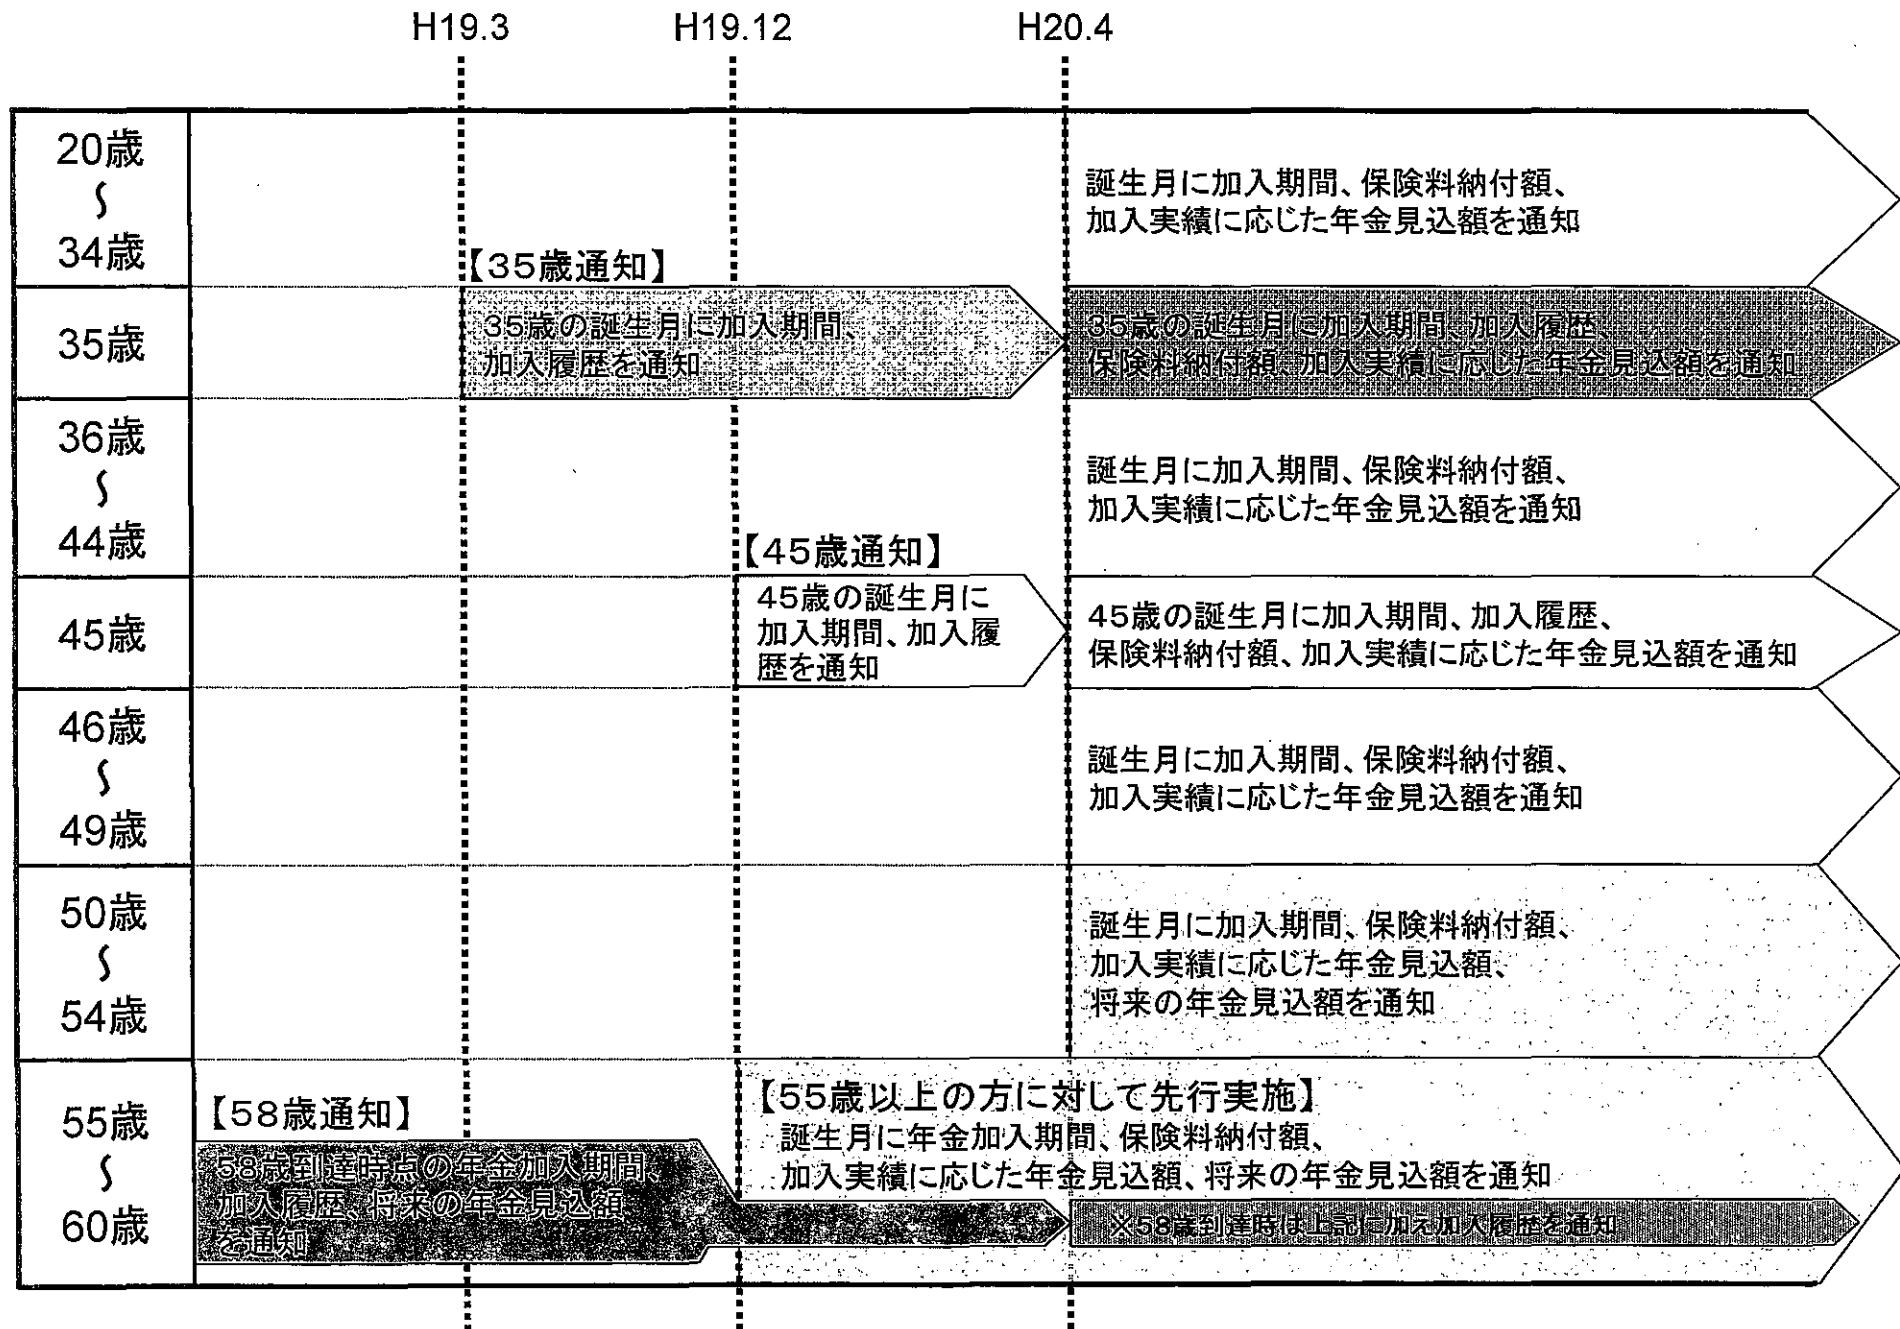 H19.3
H19.12
H20.4
20歳
〜
34歳
誕生月に加入期間、保険料納付額、
加入実績に応じた年金見込額を通知
【35歳通知】
35歳
35歳の誕生月に加入期間、
加入履歴を通知
35歳の誕生月に加入期間、加入履歴、
保険料納付額、加入実績に応じた年金見込額を通知
36歳
〜
44歳
誕生月に加入期間、保険料納付額、
加入実績に応じた年金見込額を通知
【45歳通知】
45歳
45歳の誕生月に
加入期間、加入履
歴を通知
45歳の誕生月に加入期間、加入履歴、
保険料納付額、加入実績に応じた年金見込額を通知
46歳
〜
49歳
誕生月に加入期間、保険料納付額、
加入実績に応じた年金見込額を通知
50歳
〜
54歳
誕生月に加入期間、保険料納付額、
加入実績に応じた年金見込額、
将来の年金見込額を通知
55歳
〜
60歳
【58歳通知】
58歳到達時点の年金加入期間、
加入履歴、将来の年金見込額
を通知
【55歳以上の方に対して先行実施】
誕生月に年金加入期間、保険料納付額、
加入実績に応じた年金見込額、将来の年金見込額を通知
※58歳到達時は上記に加え加入履歴を通知